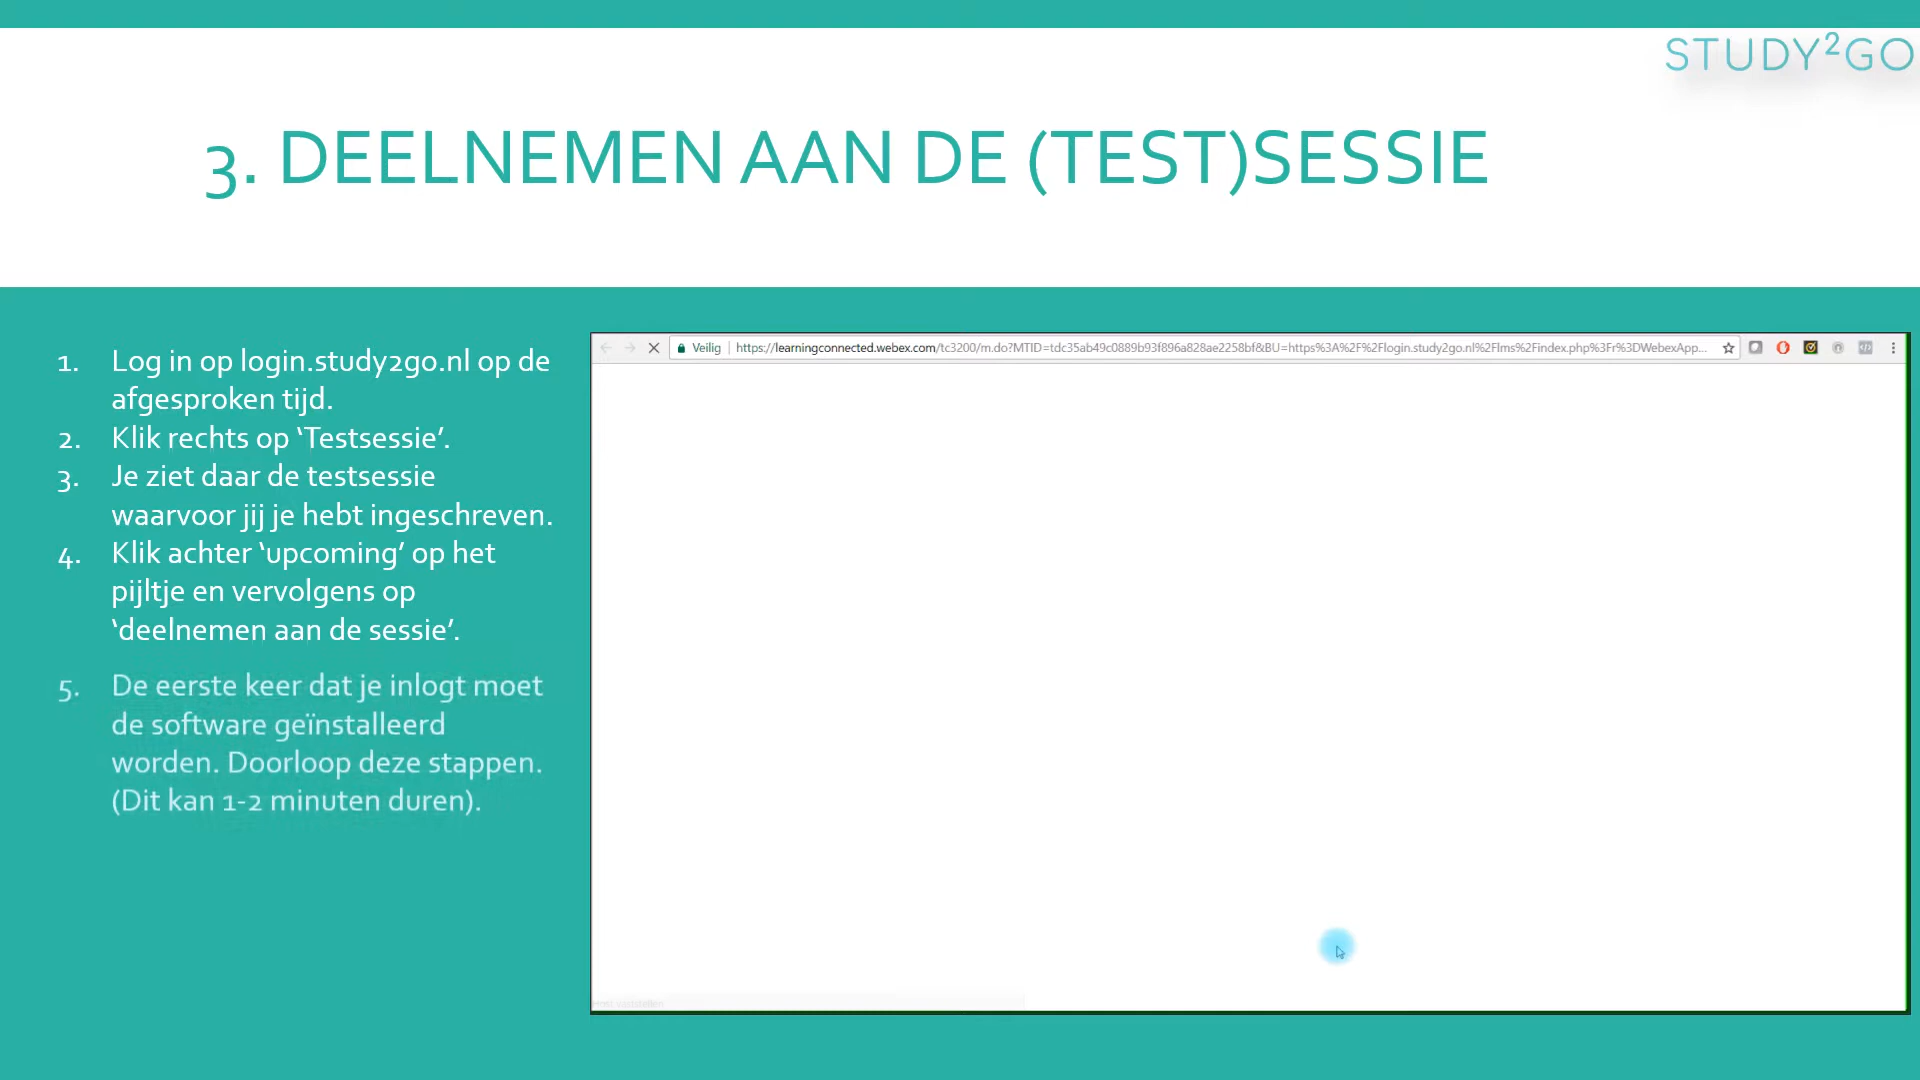 STUDY²GO
3. DEELNEMEN AAN DE (TEST)SESSIE
1. Log in op login.study2go.nl op de
afgesproken tijd.
2. Klik rechts op ‘Testsessie’.
3. Je ziet daar de testsessie
waarvoor jij je hebt ingeschreven.
4. Klik achter ‘upcoming’ op het
pijltje en vervolgens op
‘deelnemen aan de sessie’.
5. De eerste keer dat je inlogt moet
de software geïnstalleerd
worden. Doorloop deze stappen.
(Dit kan 1-2 minuten duren).
Veilig https://learningconnected.webex.com/tc3200/m.do?MTID=tdc35ab49c0889b93f896a828ae2258bf&BU=https%3A%2F%2Flogin.study2go.nl%2Flms%2Findex.php%3Fr%3DWebexApp...
Host vaststellen